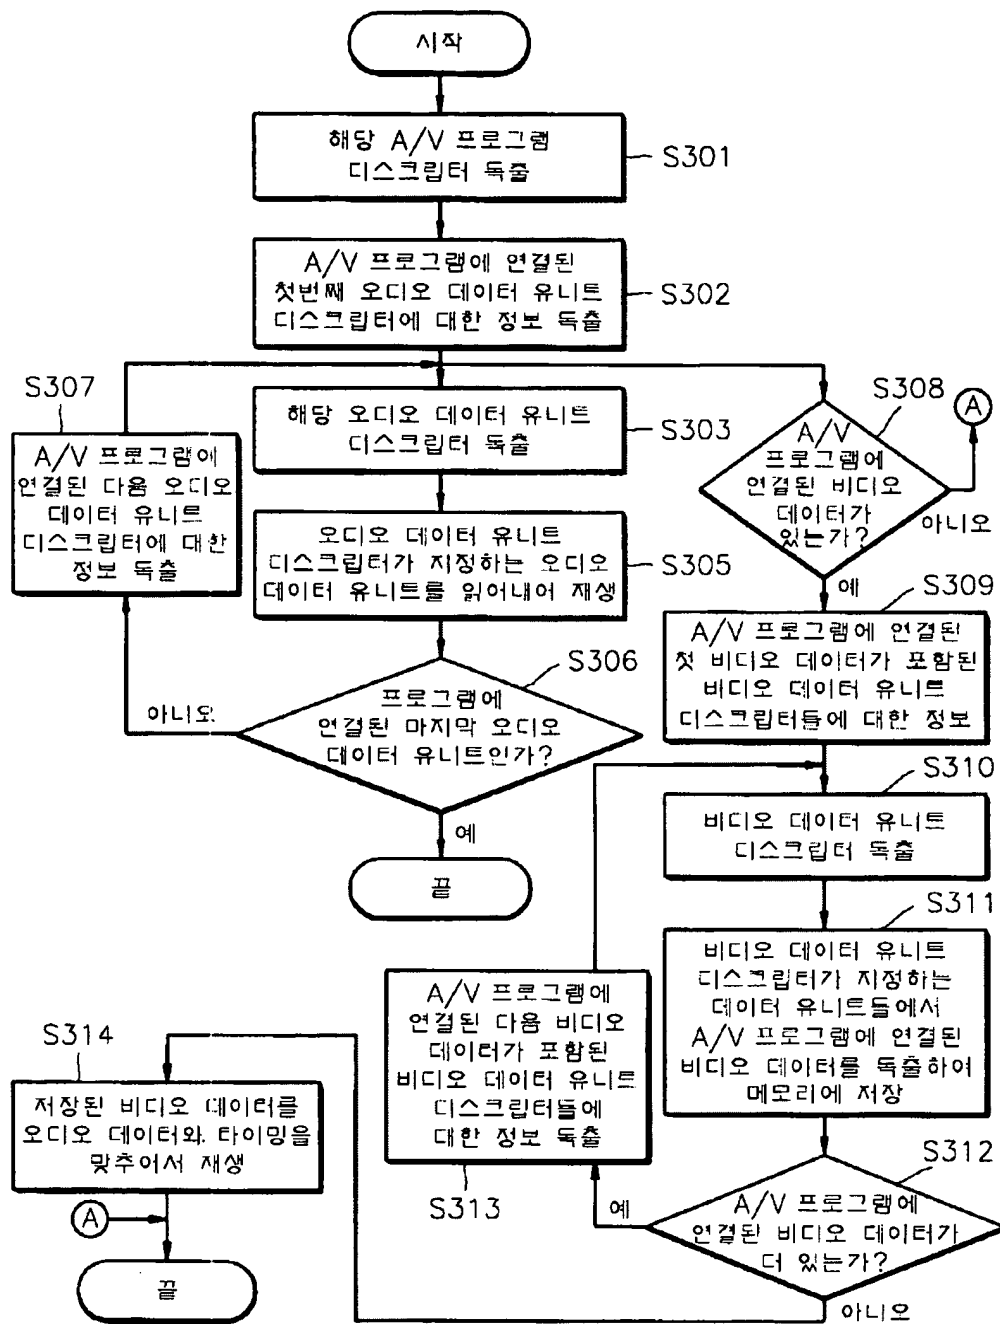 시작
해당 A/V 프로그램
디스크립터 독출
S301
A/V 프로그램에 연결된
첫번째 오디오 데이터 유니트
디스크립터에 대한 정보 독출
S302
S307
A/V 프로그램에
연결된 다음 오디오
데이터 유니트
디스크립터에 대한
정보 독출
해당 오디오 데이터 유니트
디스크립터 독출
S303
오디오 데이터 유니트
디스크립터가 지정하는 오디오
데이터 유니트를 읽어내어 재생
S305
S306
프로그램에
연결된 마지막 오디오
데이터 유니트인가?
아니오
예
끝
S308
A
A/V
프로그램에
연결된 비디오
데이터가
있는가?
아니오
예
S309
A/V 프로그램에 연결된
첫 비디오 데이터가 포함된
비디오 데이터 유니트
디스크립터들에 대한 정보
S310
비디오 데이터 유니트
디스크립터 독출
S311
비디오 데이터 유니트
디스크립터가 지정하는
데이터 유니트들에서
A/V 프로그램에 연결된
비디오 데이터를 독출하여
메모리에 저장
S312
A/V 프로그램에
연결된 비디오 데이터가
더 있는가?
예
아니오
A/V 프로그램에
연결된 다음 비디오
데이터가 포함된
비디오 데이터 유니트
디스크립터들에
대한 정보 독출
S313
S314
저장된 비디오 데이터를
오디오 데이터와 타이밍을
맞추어서 재생
A
끝